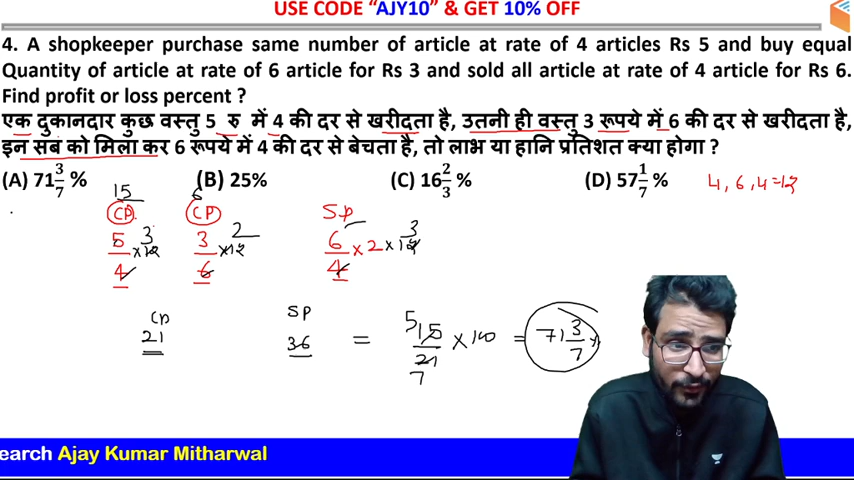 USE CODE "AJY10" & GET 10% OFF
4. A shopkeeper purchase same number of article at rate of 4 articles Rs 5 and buy equal
Quantity of article at rate of 6 article for Rs 3 and sold all article at rate of 4 article for Rs 6.
Find profit or loss percent ?
एक दुकानदार कुछ वस्तु 5 रु में 4 की दर से खरीदता है, उतनी ही वस्तु 3 रूपये में 6 की दर से खरीदता है,
इन सब को मिला कर 6 रूपये में 4 की दर से बेचता है, तो लाभ या हानि प्रतिशत क्या होगा ?
(A) 71 3/7 % (B) 25% (C) 16 2/3 % (D) 57 1/7 % 4, 6, 4 = 12
15 6
CP CP SP
5/4 × 12 3 3/6 × 12 2 6/4 × 2 × 12 3
CP SP
21 36 = 5 15/21 7 × 100 = 71 3/7 %
earch Ajay Kumar Mitharwal